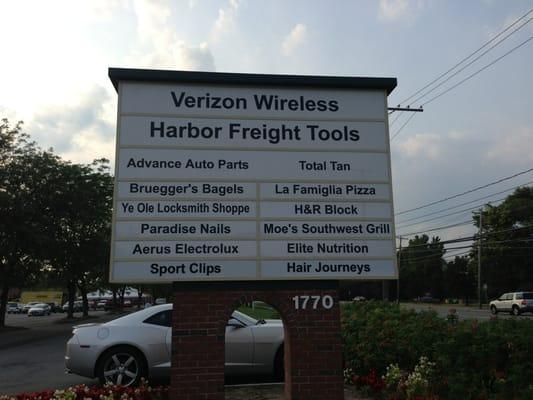 Verizon Wireless
Harbor Freight Tools
Advance Auto Parts
Total Tan
Bruegger's Bagels
La Famiglia Pizza
Ye Ole Locksmith Shoppe
H&R Block
Paradise Nails
Moe's Southwest Grill
Aerus Electrolux
Elite Nutrition
Sport Clips
Hair Journeys
1770